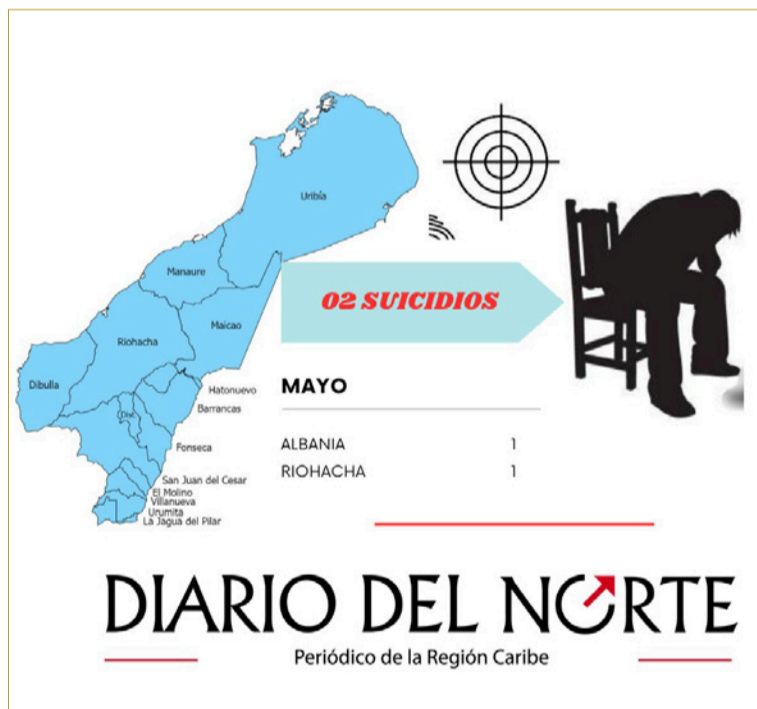 Uribía
Manaure
Maicao
Riohacha
Dibulla
Hatonuevo
Barrancas
Dist
Fonseca
San Juan del Cesar
El Molino
Villanueva
Urumita
La Jagua del Pilar
02 SUICIDIOS
MAYO
ALBANIA 1
RIOHACHA 1
DIARIO DEL NORTE
Periódico de la Región Caribe